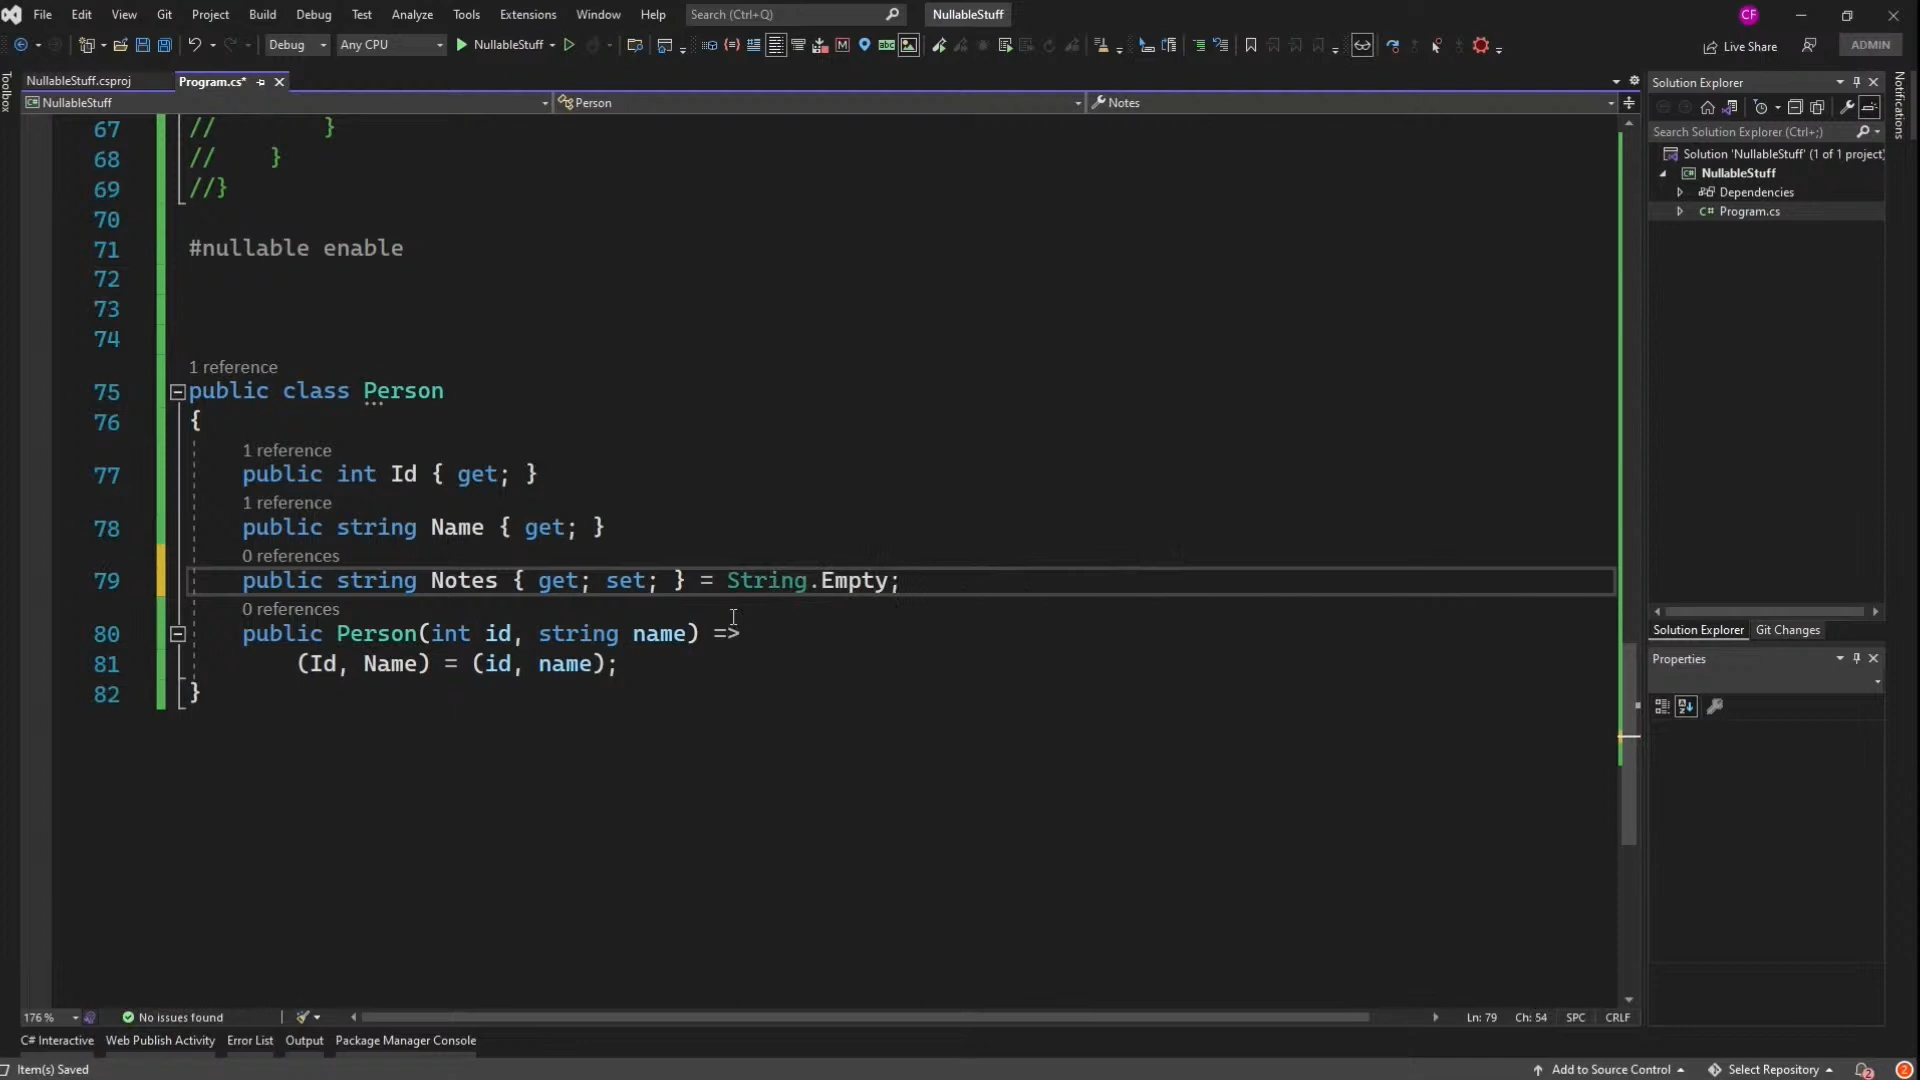 File Edit View Git Project Build Debug Test Analyze Tools Extensions Window Help Search (Ctrl+Q) NullableStuff CF
Debug Any CPU NullableStuff Live Share ADMIN
Toolbox
NullableStuff.csproj Program.cs*
NullableStuff Person Notes
67 // }
68 // }
69 //}
70
71 #nullable enable
72
73
74
1 reference
75 public class Person
76 {
1 reference
77 public int Id { get; }
1 reference
78 public string Name { get; }
0 references
79 public string Notes { get; set; } = String.Empty;
0 references
80 public Person(int id, string name) =>
81 (Id, Name) = (id, name);
82 }
Solution Explorer
Search Solution Explorer (Ctrl+;)
Solution 'NullableStuff' (1 of 1 project)
NullableStuff
Dependencies
C# Program.cs
Solution Explorer Git Changes
Properties
Notifications
176 % No issues found Ln: 79 Ch: 54 SPC CRLF
C# Interactive Web Publish Activity Error List Output Package Manager Console
Item(s) Saved Add to Source Control Select Repository 2 2